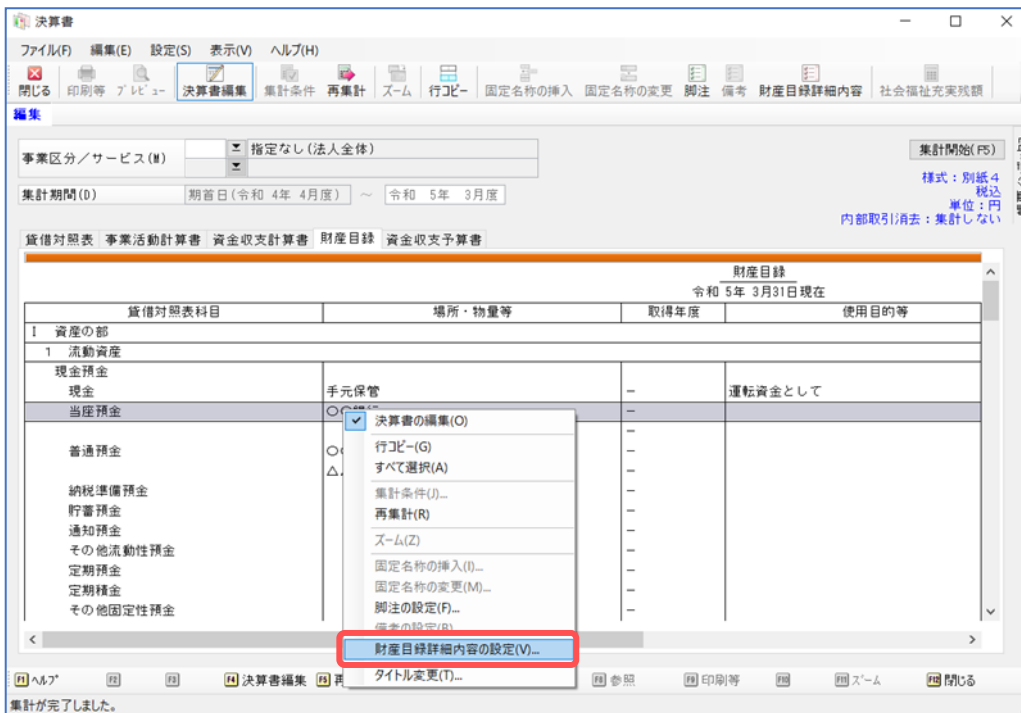 決算書
ファイル(F) 編集(E) 設定(S) 表示(V) ヘルプ(H)
閉じる 印刷等 プレビュー 決算書編集 集計条件 再集計 ズーム 行コピー 固定名称の挿入 固定名称の変更 脚注 備考 財産目録詳細内容 社会福祉充実残額
編集
事業区分/サービス(M) 指定なし(法人全体)
集計開始(F5)
集計期間(D) 期首日(令和 4年 4月度) ～ 令和 5年 3月度
様式：別紙４
税込
単位：円
内部取引消去：集計しない
貸借対照表 事業活動計算書 資金収支計算書 財産目録 資金収支予算書
財産目録
令和 5年 3月31日現在
貸借対照表科目 場所・物量等 取得年度 使用目的等
Ⅰ 資産の部
1 流動資産
現金預金
現金 手元保管 − 運転資金として
当座預金 −
−
普通預金 −
−
納税準備預金 −
貯蓄預金 −
通知預金 −
その他流動性預金 −
定期預金 −
定期積金 −
その他固定性預金 −
決算書の編集(O)
行コピー(G)
すべて選択(A)
集計条件(J)...
再集計(R)
ズーム(Z)
固定名称の挿入(I)...
固定名称の変更(M)...
脚注の設定(F)...
備考の設定(B)
財産目録詳細内容の設定(V)...
タイトル変更(T)...
F1 ヘルプ F2 F3 F4 決算書編集 F5 再 F8 参照 F9 印刷等 F10 F11 ズーム F12 閉じる
集計が完了しました。